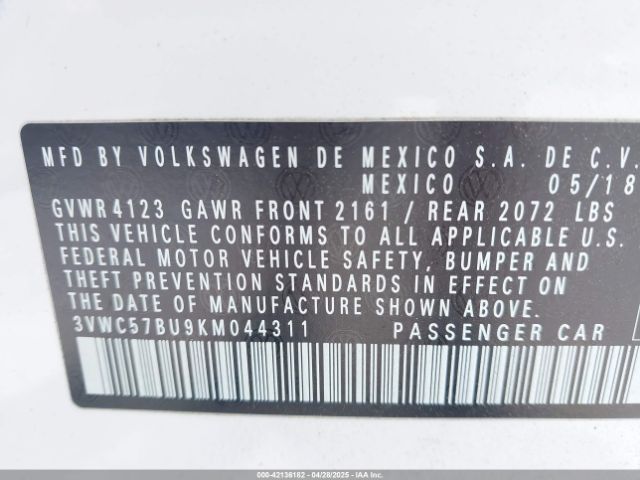 MFD BY VOLKSWAGEN DE MEXICO S.A. DE C.V.
MEXICO 05/18
GVWR 4123 GAWR FRONT 2161 / REAR 2072 LBS
THIS VEHICLE CONFORMS TO ALL APPLICABLE U.S.
FEDERAL MOTOR VEHICLE SAFETY, BUMPER AND
THEFT PREVENTION STANDARDS IN EFFECT ON
THE DATE OF MANUFACTURE SHOWN ABOVE.
3VWC57BU9KM044311 PASSENGER CAR
000-42136182 04/28/2025 IAA Inc.